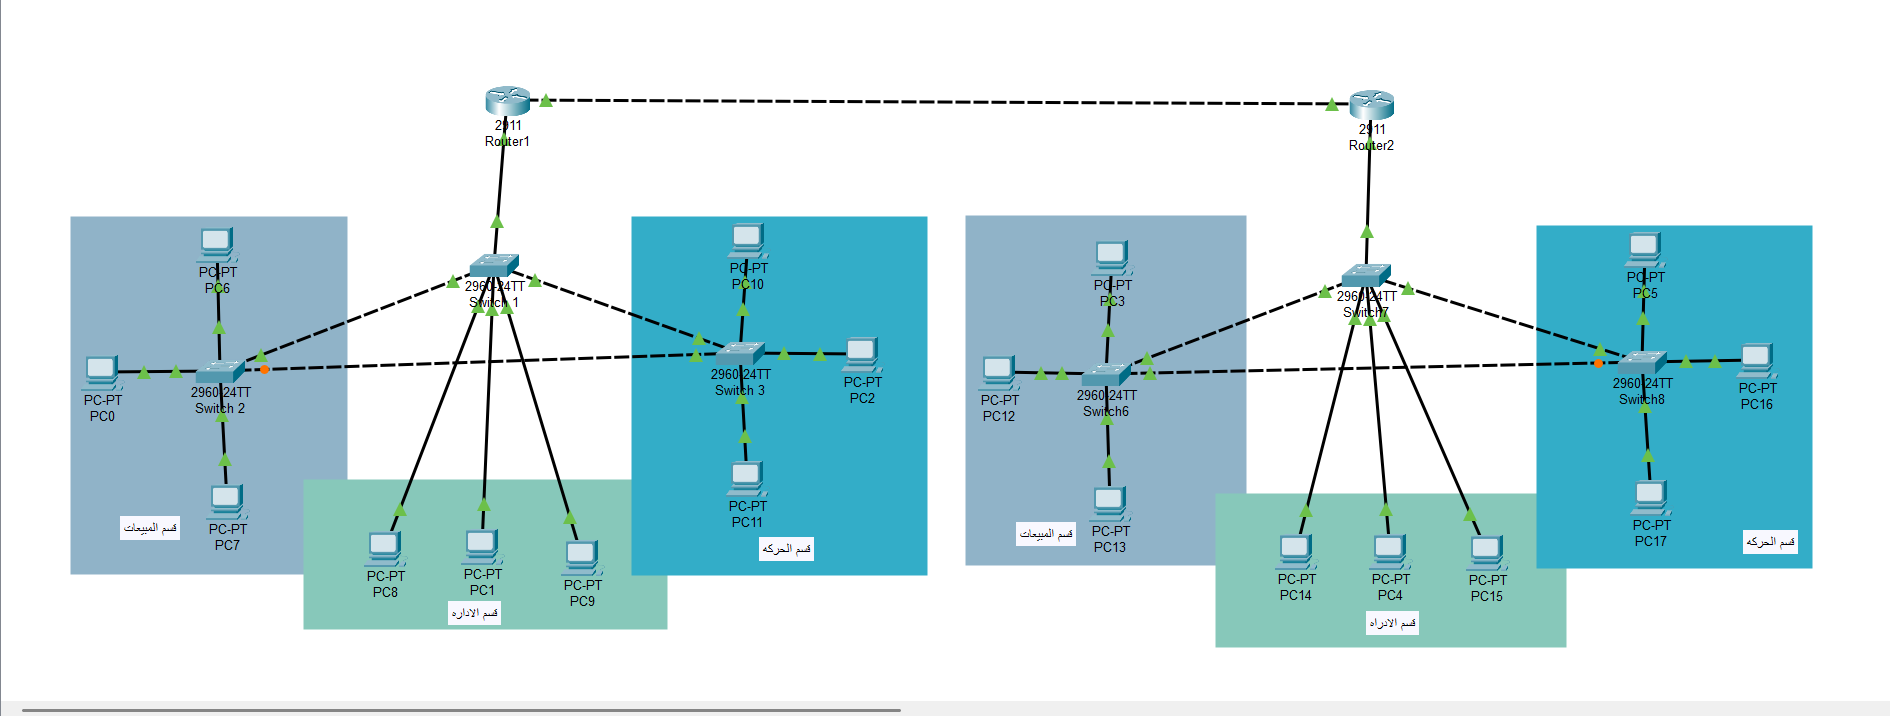 2911
Router1
2911
Router2
PC-PT
PC6
2960-24TT
Switch 1
PC-PT
PC10
PC-PT
PC0
2960-24TT
Switch 2
2960-24TT
Switch 3
PC-PT
PC2
PC-PT
PC7
قسم المبيعات
PC-PT
PC11
قسم الحركه
PC-PT
PC8
PC-PT
PC1
PC-PT
PC9
قسم الاداره
PC-PT
PC3
2960-24TT
Switch7
PC-PT
PC5
PC-PT
PC12
2960-24TT
Switch6
2960-24TT
Switch8
PC-PT
PC16
قسم المبيعات
PC-PT
PC13
PC-PT
PC17
قسم الحركه
PC-PT
PC14
PC-PT
PC4
PC-PT
PC15
قسم الادراه